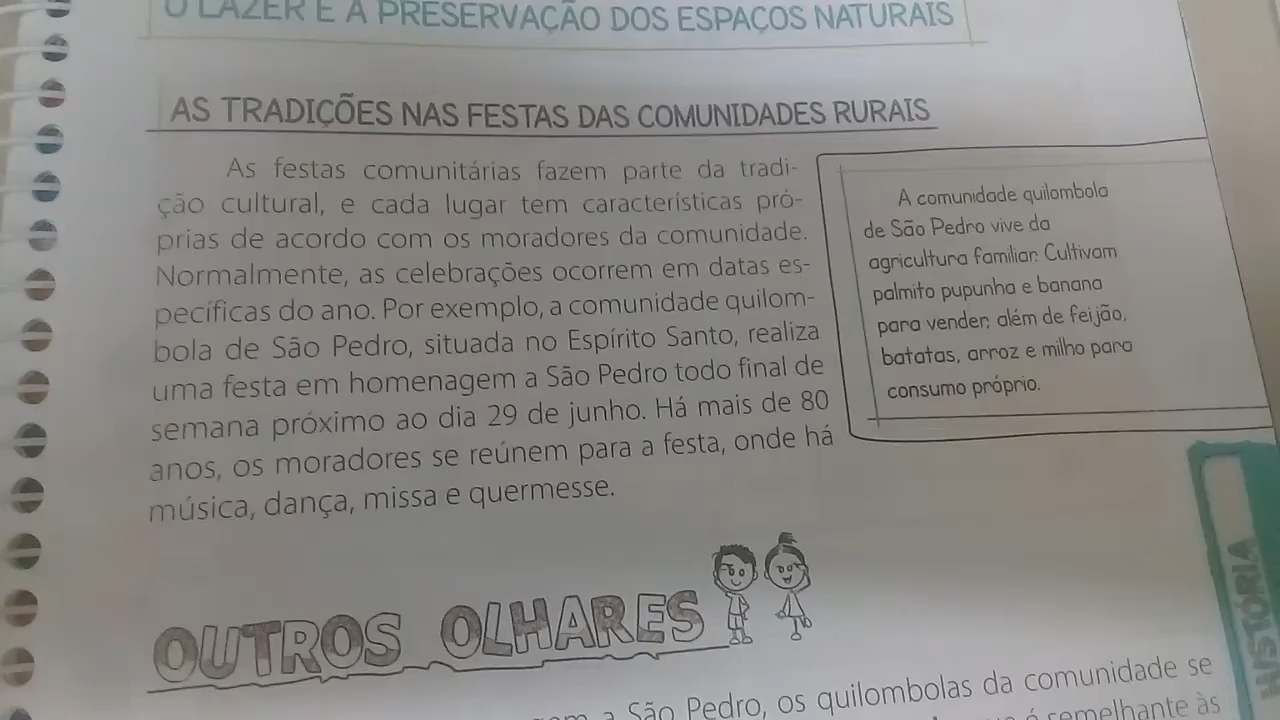 O LAZER E A PRESERVAÇÃO DOS ESPAÇOS NATURAIS
AS TRADIÇÕES NAS FESTAS DAS COMUNIDADES RURAIS
As festas comunitárias fazem parte da tradi-
ção cultural, e cada lugar tem características pró-
prias de acordo com os moradores da comunidade.
Normalmente, as celebrações ocorrem em datas es-
pecíficas do ano. Por exemplo, a comunidade quilom-
bola de São Pedro, situada no Espírito Santo, realiza
uma festa em homenagem a São Pedro todo final de
semana próximo ao dia 29 de junho. Há mais de 80
anos, os moradores se reúnem para a festa, onde há
música, dança, missa e quermesse.
A comunidade quilombola
de São Pedro vive da
agricultura familiar. Cultivam
palmito pupunha e banana
para vender, além de feijão,
batatas, arroz e milho para
consumo próprio.
OUTROS OLHARES
a São Pedro, os quilombolas da comunidade se
é semelhante às
HISTÓRIA